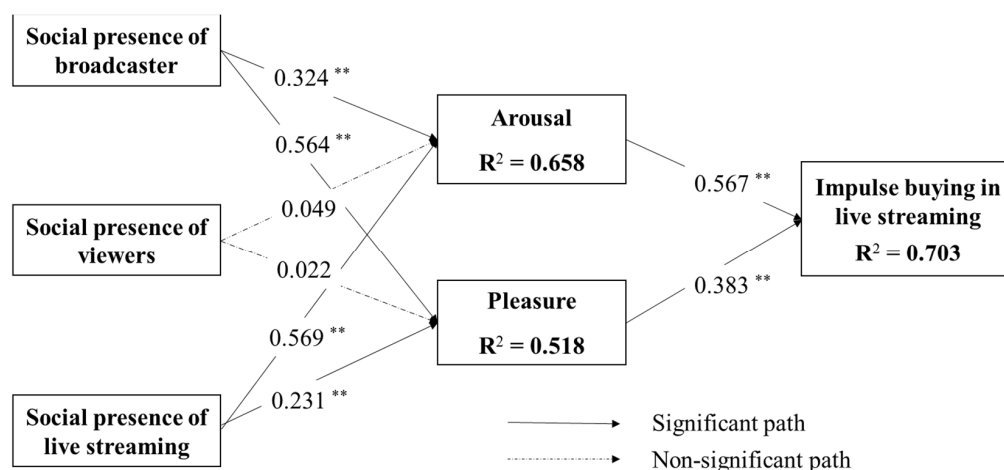 Social presence of
broadcaster
0.324 **
0.564 **
Arousal
R² = 0.658
0.567 **
Impulse buying in
live streaming
R² = 0.703
Social presence of
viewers
0.049
0.022
0.383 **
Pleasure
R² = 0.518
0.569 **
0.231 **
Social presence of
live streaming
Significant path
Non-significant path